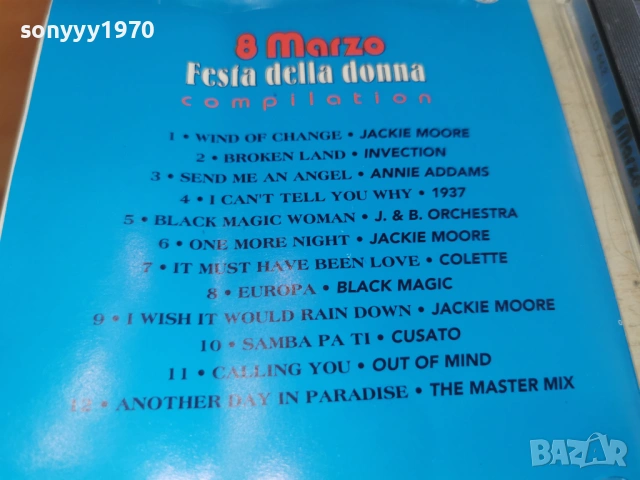 sonyyy1970
8 Marzo
Festa della donna
compilation
1 • WIND OF CHANGE • JACKIE MOORE
2 • BROKEN LAND • INVECTION
3 • SEND ME AN ANGEL • ANNIE ADDAMS
4 • I CAN'T TELL YOU WHY • 1937
5 • BLACK MAGIC WOMAN • J. & B. ORCHESTRA
6 • ONE MORE NIGHT • JACKIE MOORE
7 • IT MUST HAVE BEEN LOVE • COLETTE
8 • EUROPA • BLACK MAGIC
9 • I WISH IT WOULD RAIN DOWN • JACKIE MOORE
10 • SAMBA PA TI • CUSATO
11 • CALLING YOU • OUT OF MIND
12 • ANOTHER DAY IN PARADISE • THE MASTER MIX
BAZAR